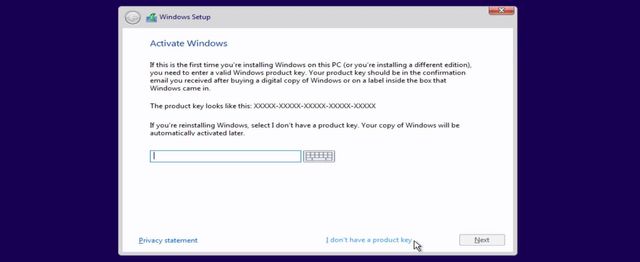 Windows Setup
Activate Windows
If this is the first time you're installing Windows on this PC (or you're installing a different edition),
you need to enter a valid Windows product key. Your product key should be in the confirmation
email you received after buying a digital copy of Windows or on a label inside the box that
Windows came in.
The product key looks like this: XXXXX-XXXXX-XXXXX-XXXXX-XXXXX
If you're reinstalling Windows, select I don't have a product key. Your copy of Windows will be
automatically activated later.
Privacy statement
I don't have a product key
Next